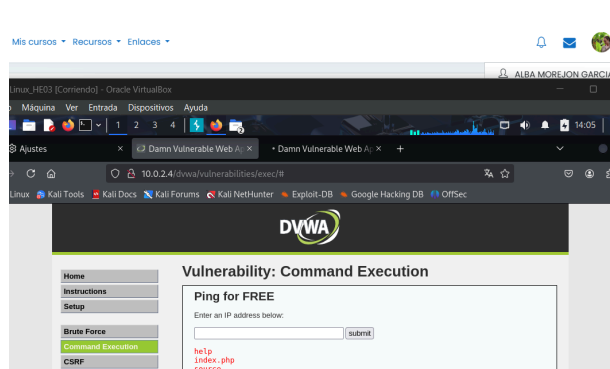 Mis cursos Recursos Enlaces
ALBA MOREJON GARCIA
Linux_HE03 [Corriendo] - Oracle VirtualBox
Máquina Ver Entrada Dispositivos Ayuda
1 2 3 4 14:05
Ajustes Damn Vulnerable Web Ap Damn Vulnerable Web Ap
10.0.2.4/dvwa/vulnerabilities/exec/#
Linux Kali Tools Kali Docs Kali Forums Kali NetHunter Exploit-DB Google Hacking DB OffSec
DVWA
Vulnerability: Command Execution
Home
Instructions
Setup
Brute Force
Command Execution
CSRF
Ping for FREE
Enter an IP address below:
submit
help
index.php
source